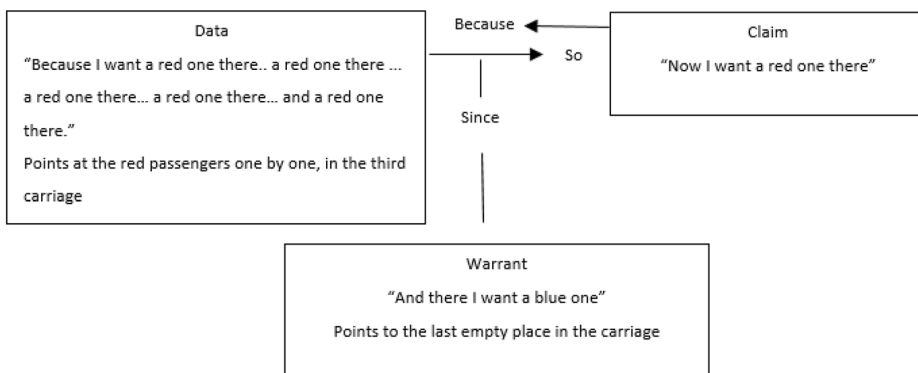 Data
“Because I want a red one there.. a red one there ...
a red one there... a red one there... and a red one
there.”
Points at the red passengers one by one, in the third
carriage
Because
So
Since
Claim
“Now I want a red one there”
Warrant
“And there I want a blue one”
Points to the last empty place in the carriage